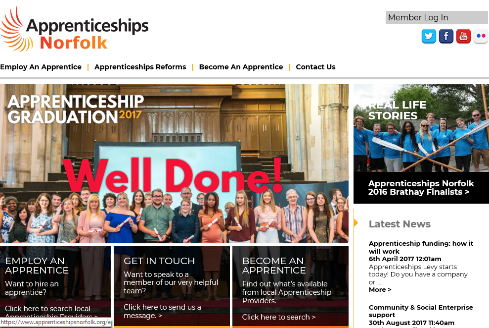 Member Log In
Apprenticeships
Norfolk
Employ An Apprentice
Apprenticeships Reforms
Become An Apprentice
Contact Us
APPRENTICESHIP
GRADUATION 2017
Well Done!
REAL LIFE
STORIES
Apprenticeships Norfolk
2016 Brathay Finalists >
EMPLOY AN
APPRENTICE
Want to hire an
apprentice?
Click here to search local
Apprenticeship Providers >
https://www.apprenticeshipsnorfolk.org/e
GET IN TOUCH
Want to speak to a
member of our very helpful
team?
Click here to send us a
message. >
BECOME AN
APPRENTICE
Find out what's available
from local Apprenticeship
Providers.
Click here to search >
Latest News
Apprenticeship funding: how it
will work
6th April 2017 12:01am
Apprenticeships Levy starts
today! Do you have a company
or ...
More >
Community & Social Enterprise
support
30th August 2017 11:40am